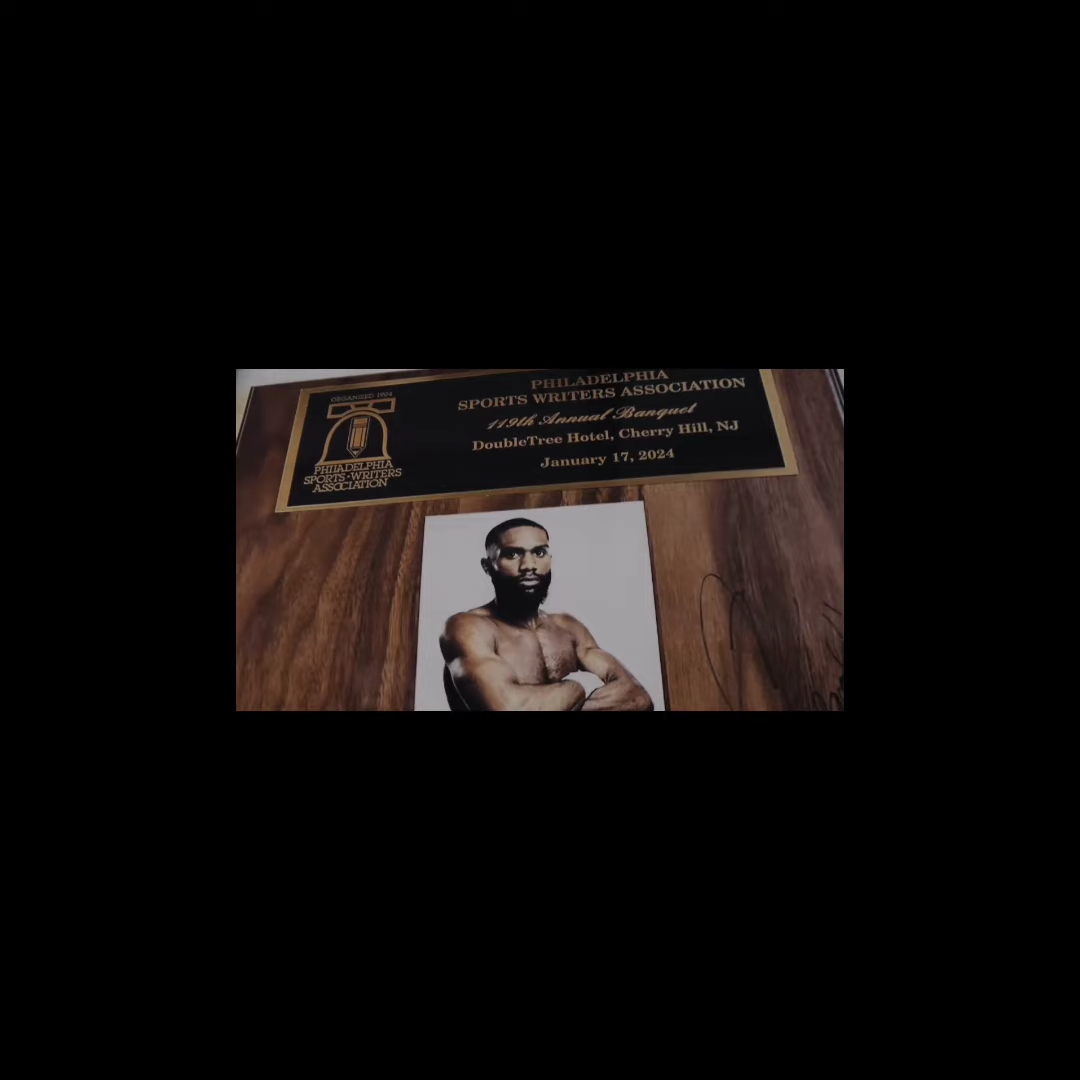 ORGANISED 1904
PHILADELPHIA
SPORTS • WRITERS
ASSOCIATION
PHILADELPHIA
SPORTS WRITERS ASSOCIATION
119th Annual Banquet
DoubleTree Hotel, Cherry Hill, NJ
January 17, 2024